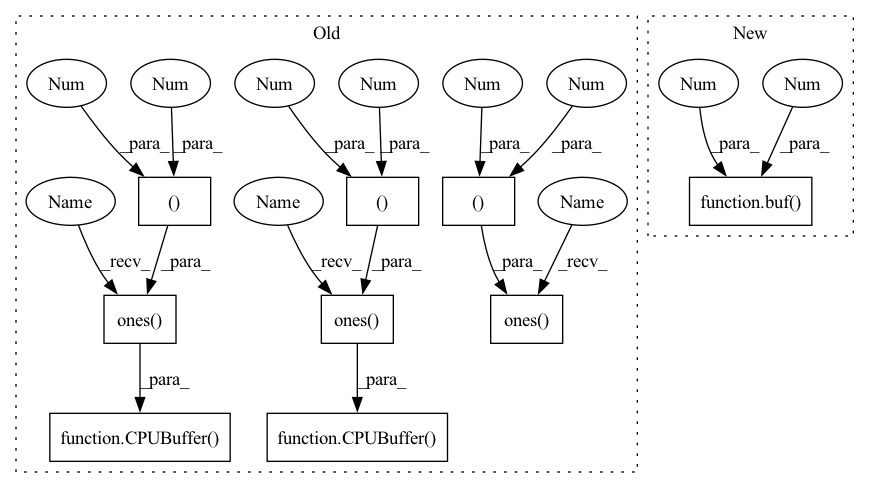 Old
New
Num
Num
Num
Num
Num
Num
Num
Num
_para_
_para_
_para_
_para_
_para_
_para_
_para_
_para_
Name
()
Name
()
()
Name
function.buf()
_recv_
_para_
_recv_
_para_
_para_
_recv_
ones()
ones()
ones()
_para_
_para_
function.CPUBuffer()
function.CPUBuffer()